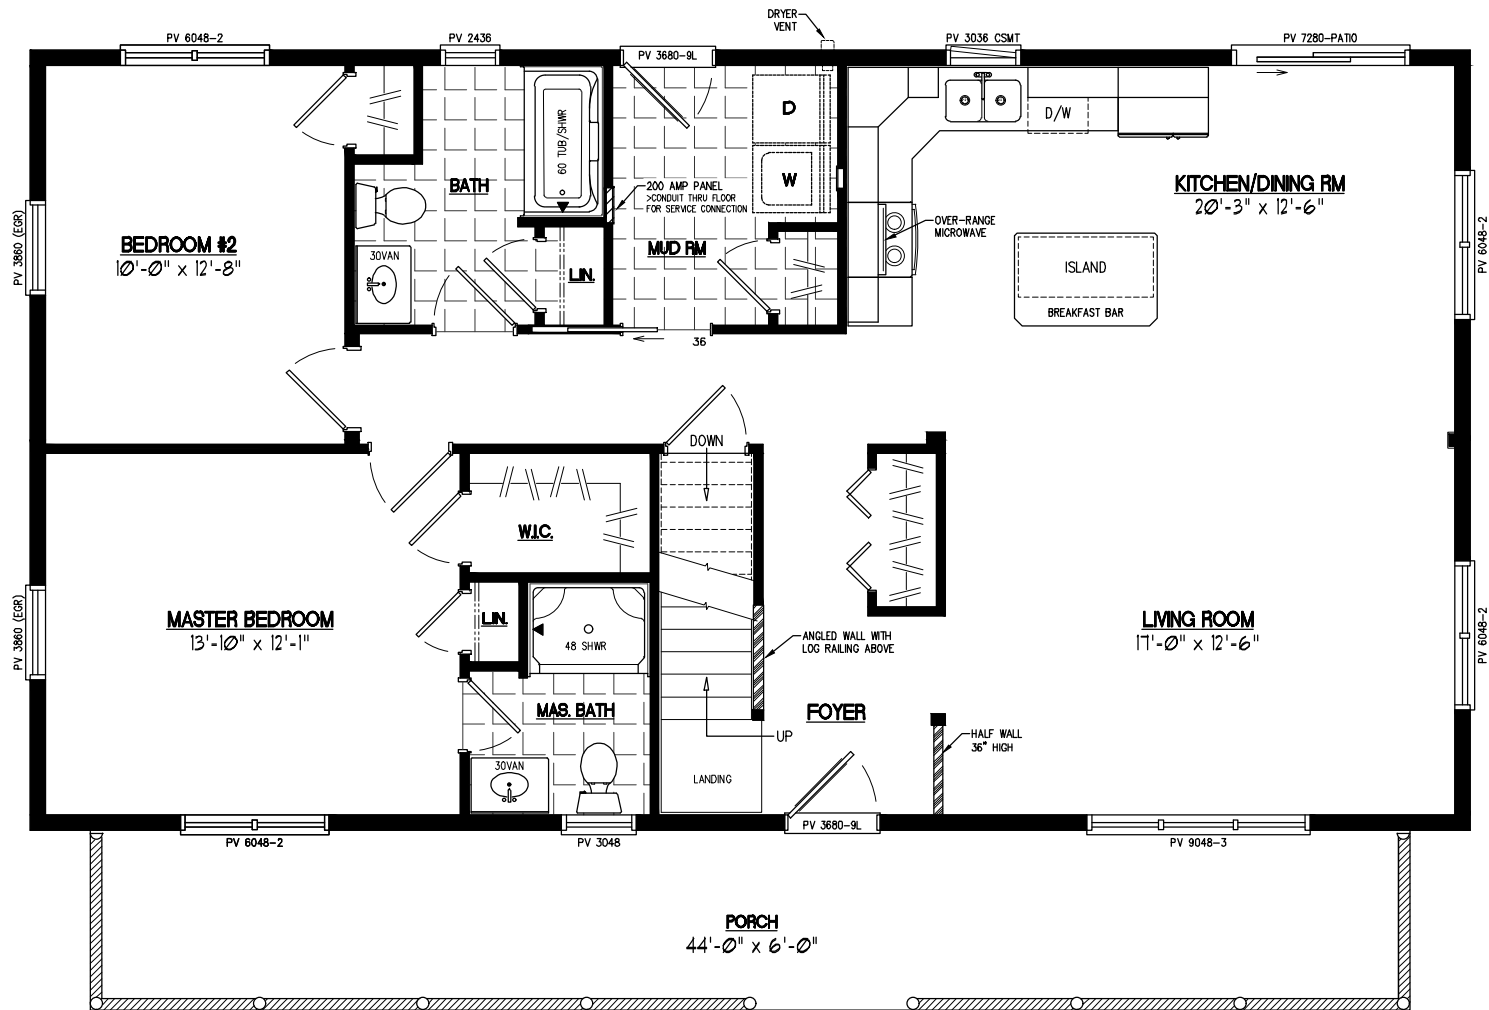 DRYER
VENT
PV 6048-2
PV 2436
PV 3680-9L
PV 3036 CSMT
PV 7280-PATIO
60 TUB/SHWR
D
D/W
W
BATH
200 AMP PANEL
>CONDUIT THRU FLOOR
FOR SERVICE CONNECTION
KITCHEN/DINING RM
20'-3" x 12'-6"
OVER-RANGE
MICROWAVE
PV 3860 (EGR)
BEDROOM #2
10'-0" x 12'-8"
30VAN
LIN.
MUD RM
ISLAND
BREAKFAST BAR
PV 6048-2
36
DOWN
W.I.C.
PV 3860 (EGR)
MASTER BEDROOM
13'-10" x 12'-1"
LIN.
48 SHWR
ANGLED WALL WITH
LOG RAILING ABOVE
LIVING ROOM
17'-0" x 12'-6"
PV 6048-2
MAS. BATH
FOYER
UP
HALF WALL
36" HIGH
30VAN
LANDING
PV 6048-2
PV 3048
PV 3680-9L
PV 9048-3
PORCH
44'-0" x 6'-0"